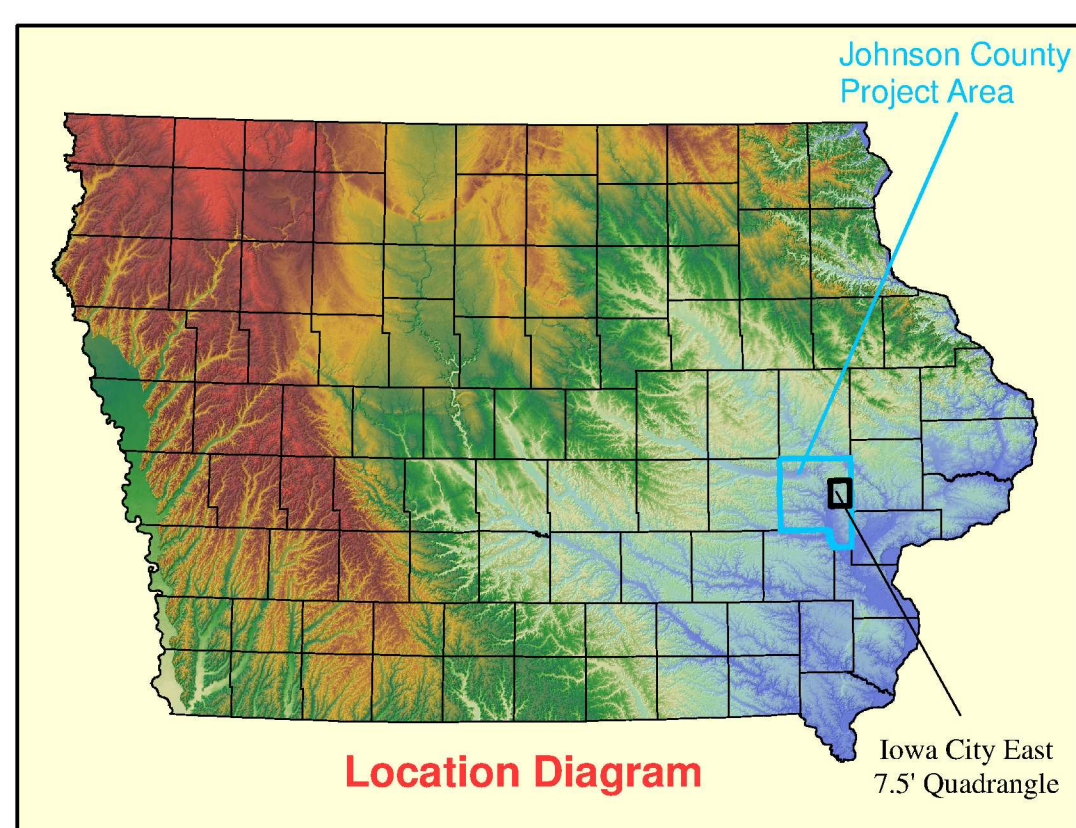 Johnson County
Project Area
Location Diagram
Iowa City East
7.5' Quadrangle